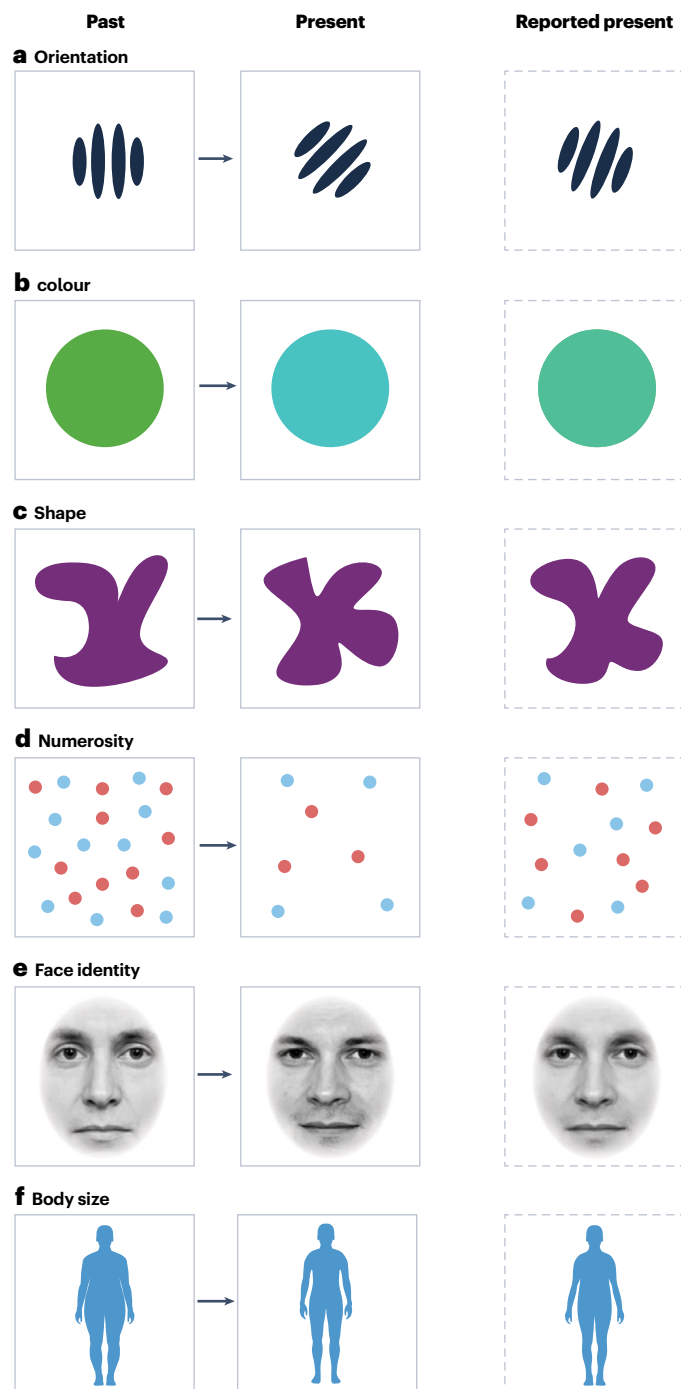 Past Present Reported present
a Orientation
b colour
c Shape
d Numerosity
e Face identity
f Body size